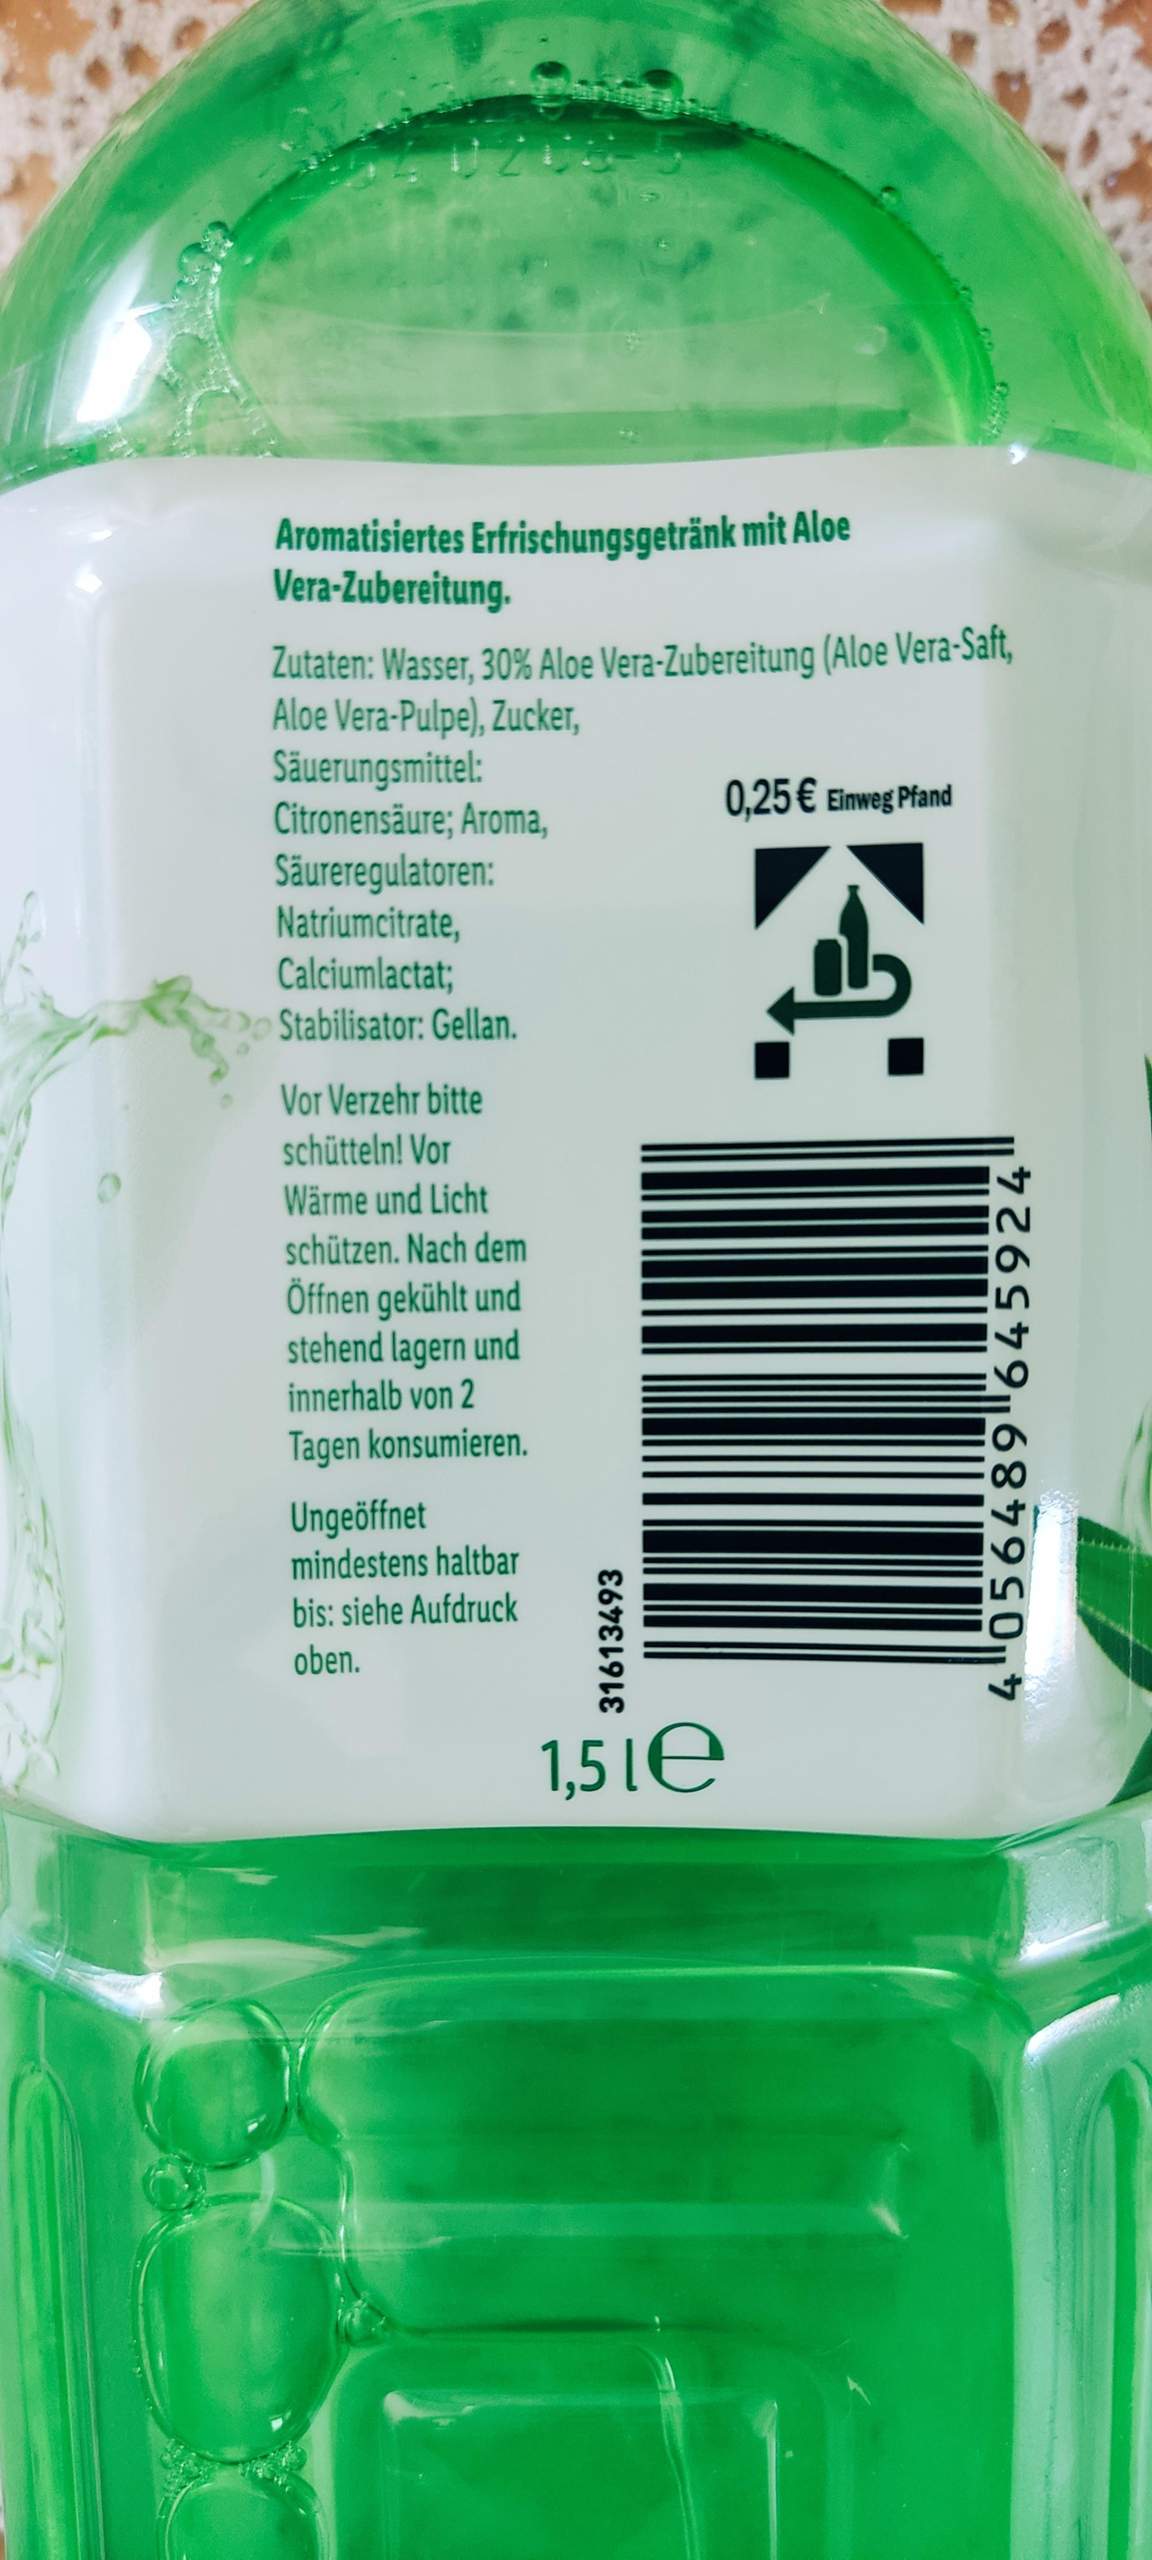 Aromatisiertes Erfrischungsgetränk mit Aloe
Vera-Zubereitung.
Zutaten: Wasser, 30% Aloe Vera-Zubereitung (Aloe Vera-Saft,
Aloe Vera-Pulpe), Zucker,
Säuerungsmittel:
Citronensäure; Aroma,
Säureregulatoren:
Natriumcitrate,
Calciumlactat;
Stabilisator: Gellan.
Vor Verzehr bitte
schütteln! Vor
Wärme und Licht
schützen. Nach dem
Öffnen gekühlt und
stehend lagern und
innerhalb von 2
Tagen konsumieren.
Ungeöffnet
mindestens haltbar
bis: siehe Aufdruck
oben.
0,25 € Einweg Pfand
31613493
4 056489 645924
1,5 l e